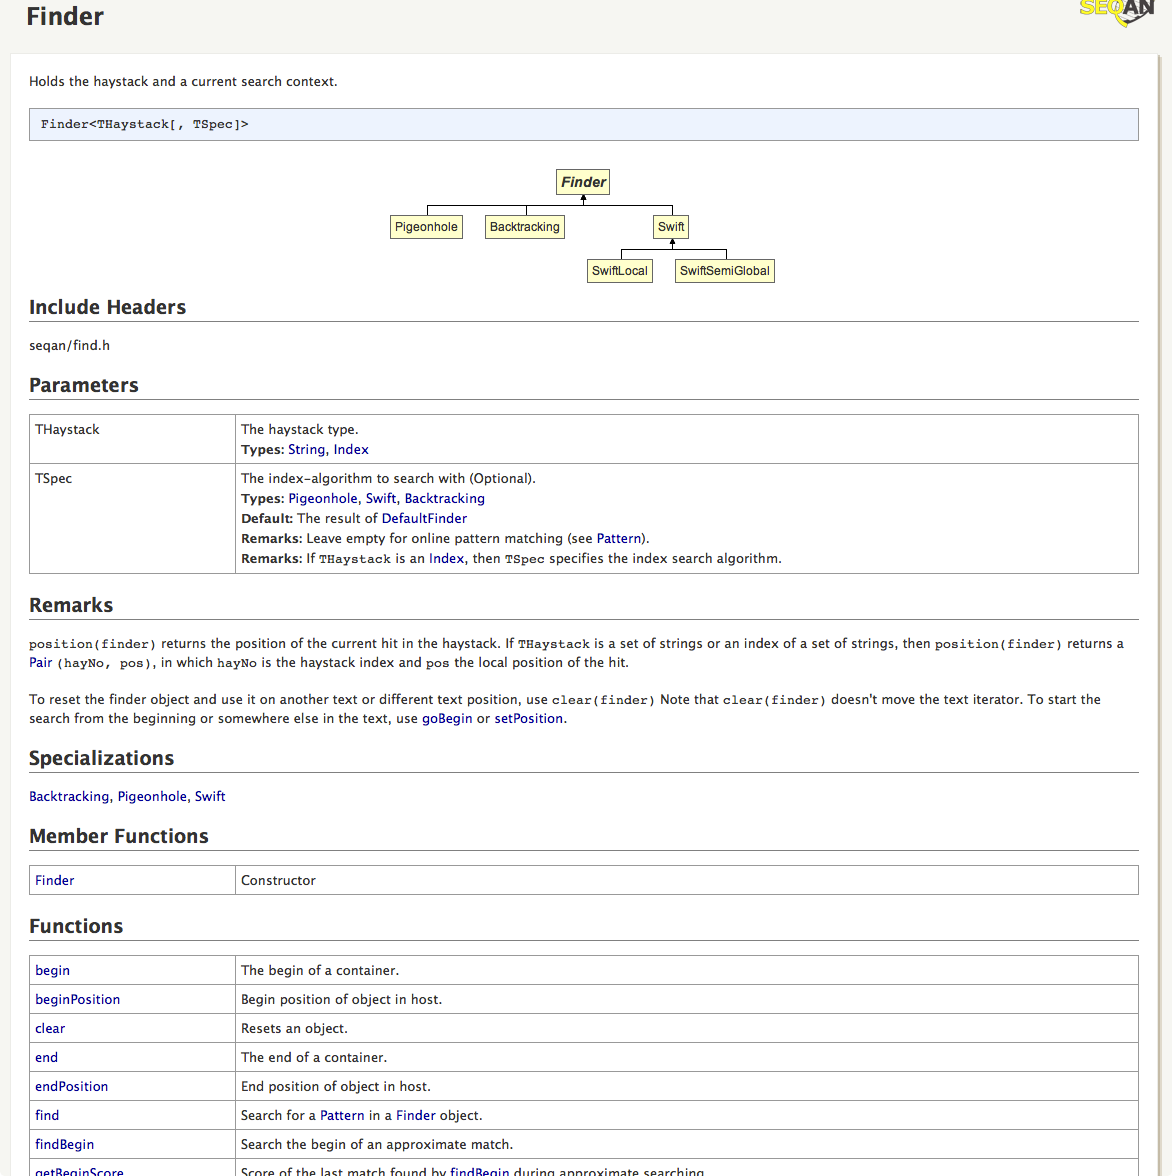 Finder
SEQAN
Holds the haystack and a current search context.
Finder<THaystack[, TSpec]>
Finder
Pigeonhole Backtracking Swift
SwiftLocal SwiftSemiGlobal
Include Headers
seqan/find.h
Parameters
THaystack The haystack type.
Types: String, Index
TSpec The index-algorithm to search with (Optional).
Types: Pigeonhole, Swift, Backtracking
Default: The result of DefaultFinder
Remarks: Leave empty for online pattern matching (see Pattern).
Remarks: If THaystack is an Index, then TSpec specifies the index search algorithm.
Remarks
position(finder) returns the position of the current hit in the haystack. If THaystack is a set of strings or an index of a set of strings, then position(finder) returns a
Pair (hayNo, pos), in which hayNo is the haystack index and pos the local position of the hit.
To reset the finder object and use it on another text or different text position, use clear(finder) Note that clear(finder) doesn't move the text iterator. To start the
search from the beginning or somewhere else in the text, use goBegin or setPosition.
Specializations
Backtracking, Pigeonhole, Swift
Member Functions
Finder Constructor
Functions
begin The begin of a container.
beginPosition Begin position of object in host.
clear Resets an object.
end The end of a container.
endPosition End position of object in host.
find Search for a Pattern in a Finder object.
findBegin Search the begin of an approximate match.
getBeginScore Score of the last match found by findBegin during approximate searching.